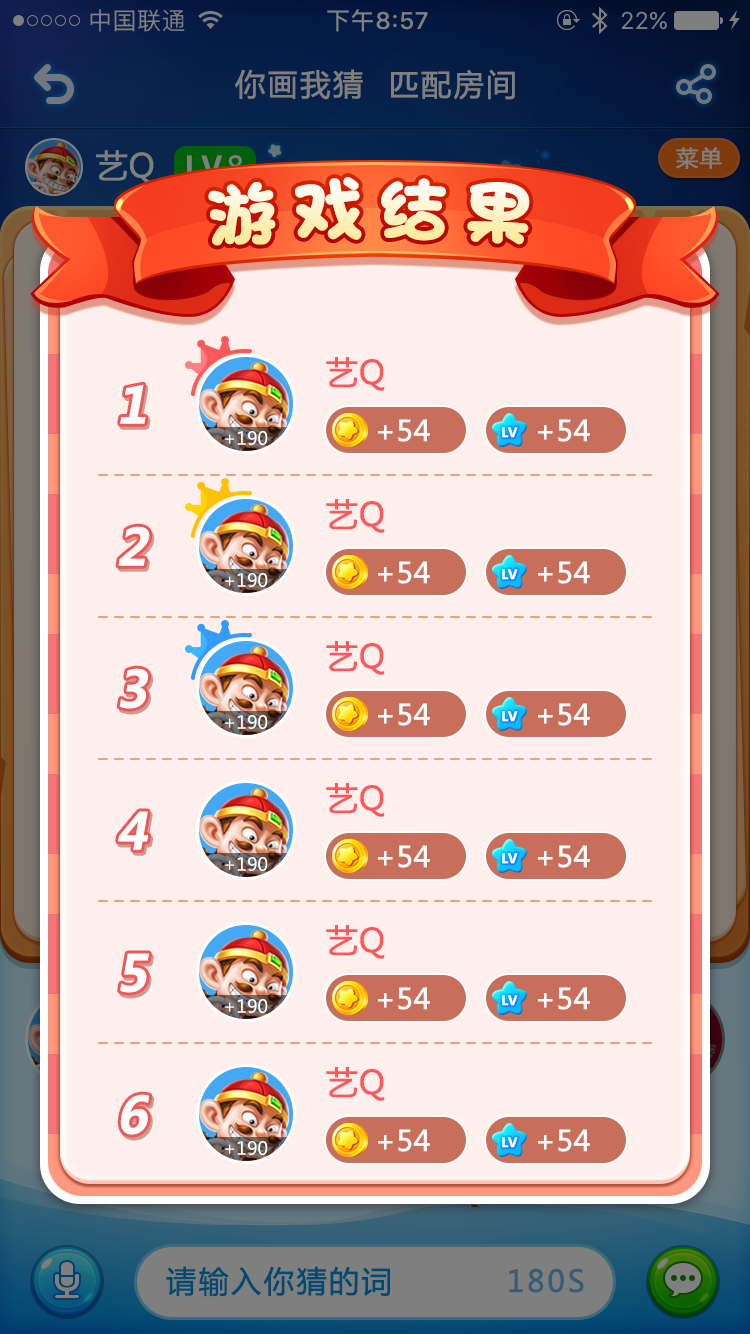 中国联通 下午8:57 22%
你画我猜 匹配房间
艺Q LV8 菜单
游戏结果
1 +190 艺Q
+54 LV +54
2 +190 艺Q
+54 LV +54
3 +190 艺Q
+54 LV +54
4 +190 艺Q
+54 LV +54
5 +190 艺Q
+54 LV +54
6 +190 艺Q
+54 LV +54
请输入你猜的词 180S